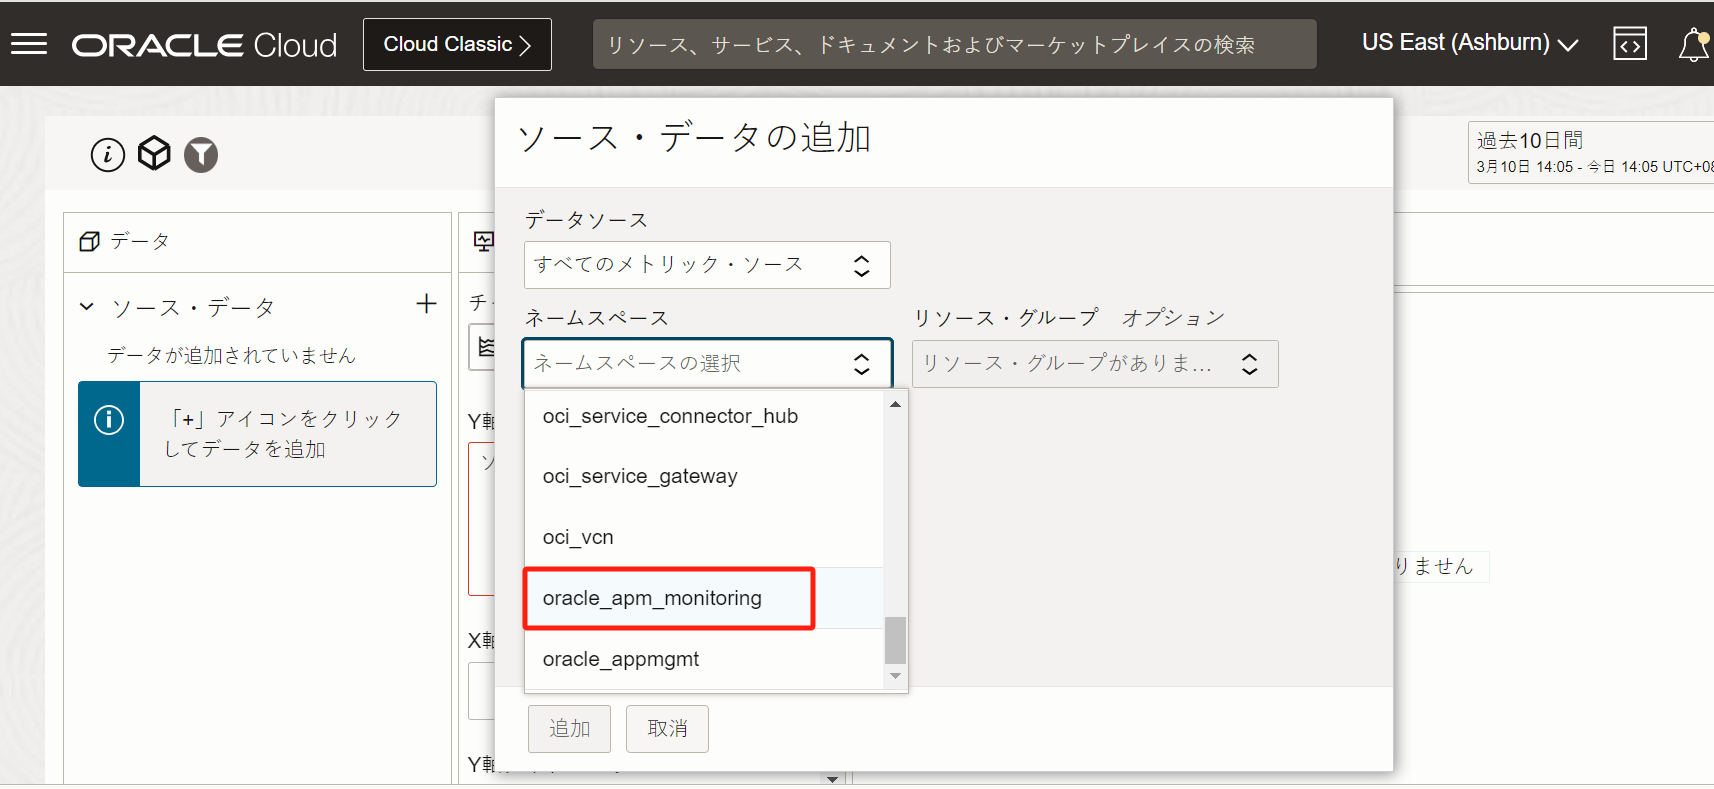 ORACLE Cloud
Cloud Classic
リソース、サービス、ドキュメントおよびマーケットプレイスの検索
US East (Ashburn)
ソース・データの追加
過去10日間
3月10日 14:05 - 今日 14:05 UTC+08
データ
データソース
すべてのメトリック・ソース
ソース・データ
ネームスペース
リソース・グループ オプション
データが追加されていません
ネームスペースの選択
リソース・グループがありま...
「+」アイコンをクリック
してデータを追加
Y軸
oci_service_connector_hub
oci_service_gateway
oci_vcn
りません
oracle_apm_monitoring
X軸
oracle_appmgmt
追加
取消
Y軸